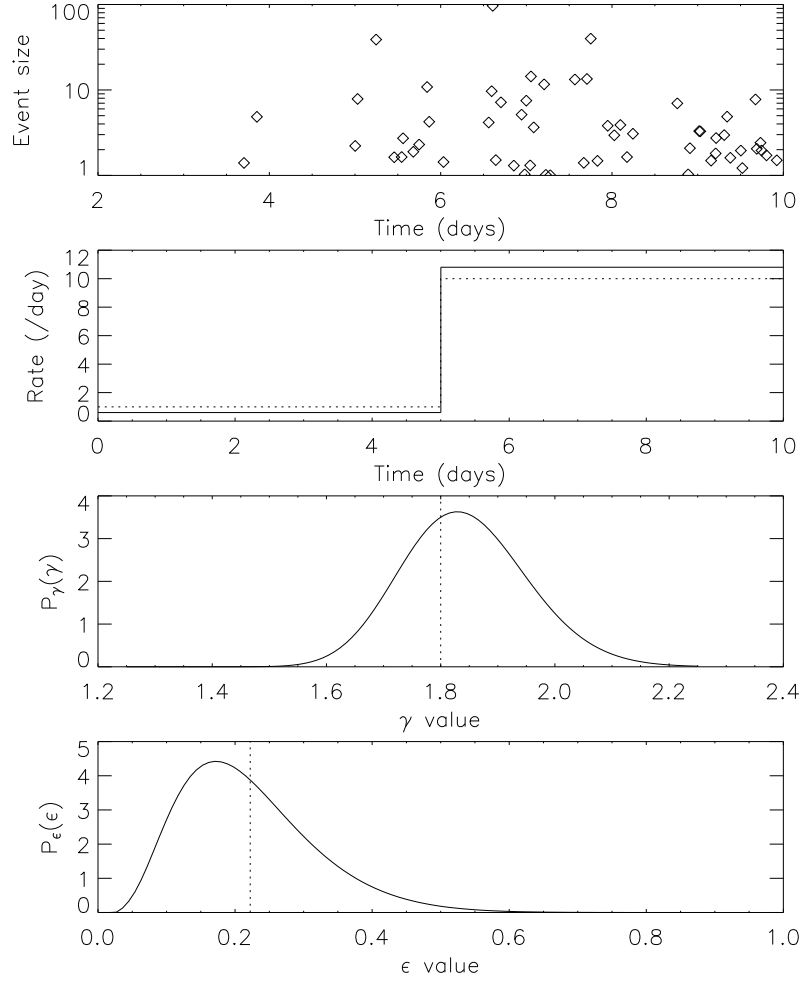 100
10
1
Event size
2 4 6 8 10
Time (days)
12
10
8
6
4
2
0
Rate (/day)
0 2 4 6 8 10
Time (days)
4
3
2
1
0
Pγ(γ)
1.2 1.4 1.6 1.8 2.0 2.2 2.4
γ value
5
4
3
2
1
0
Pϵ(ϵ)
0.0 0.2 0.4 0.6 0.8 1.0
ϵ value